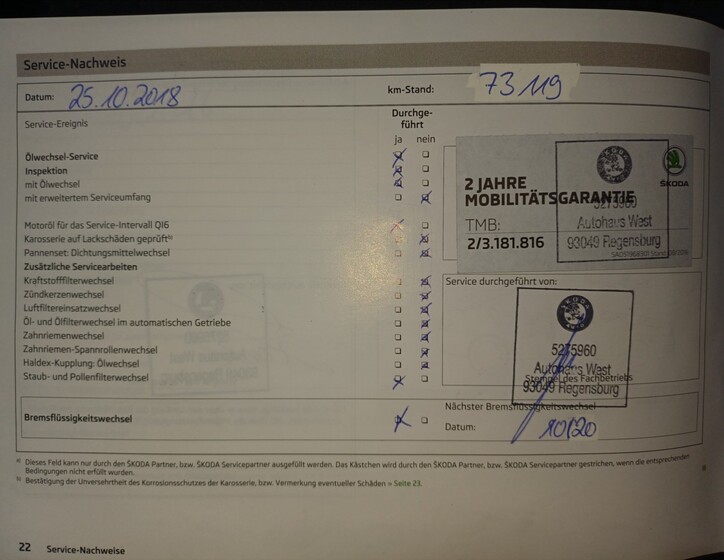 Service-Nachweis
Datum: 25.10.2018 km-Stand: 73119
Service-Ereignis
Durchge-
führt
ja nein
Ölwechsel-Service
Inspektion
mit Ölwechsel
mit erweitertem Serviceumfang
Motoröl für das Service-Intervall QI6
Karosserie auf Lackschäden geprüft b)
Pannenset: Dichtungsmittelwechsel
Zusätzliche Servicearbeiten
Kraftstofffilterwechsel
Zündkerzenwechsel
Luftfiltereinsatzwechsel
Öl- und Ölfilterwechsel im automatischen Getriebe
Zahnriemenwechsel
Zahnriemen-Spannrollenwechsel
Haldex-Kupplung: Ölwechsel
Staub- und Pollenfilterwechsel
Bremsflüssigkeitswechsel
2 JAHRE
MOBILITÄTSGARANTIE
TMB:
2/3.181.816
ŠKODA
SKODA
5275960
Autohaus West
93049 Regensburg
Service durchgeführt von:
SKODA
AUTO
5275960
Autohaus West
Stempel des Fachbetriebs
93049 Regensburg
Nächster Bremsflüssigkeitswechsel
Datum: 10/20
a) Dieses Feld kann nur durch den ŠKODA Partner, bzw. ŠKODA Servicepartner ausgefüllt werden. Das Kästchen wird durch den ŠKODA Partner, bzw. ŠKODA Servicepartner gestrichen, wenn die entsprechenden
Bedingungen nicht erfüllt wurden.
b) Bestätigung der Unversehrtheit des Korrosionsschutzes der Karosserie, bzw. Vermerkung eventueller Schäden » Seite 23.
22 Service-Nachweise